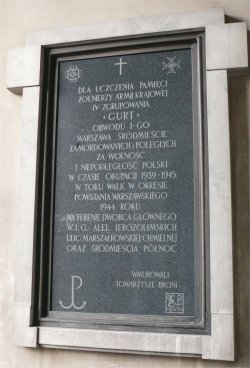 DLA UCZCZENIA PAMIĘCI
ŻOŁNIERZY ARMII KRAJOWEJ
IV ZGRUPOWANIA
"GURT"
OBWODU I-GO
WARSZAWA ŚRÓDMIEŚCIE
ZAMORDOWANYCH I POLEGŁYCH
ZA WOLNOŚĆ
I NIEPODLEGŁOŚĆ POLSKI
W CZASIE OKUPACJI 1939-1945
W TOKU WALK W OKRESIE
POWSTANIA WARSZAWSKIEGO
1944 ROKU
NA TERENIE DWORCA GŁÓWNEGO
W.I.G. ALEI JEROZOLIMSKICH
ULIC MARSZAŁKOWSKIEJ CHMIELNEJ
ORAZ ŚRÓDMIEŚCIA PÓŁNOC
WMUROWALI
TOWARZYSZE BRONI